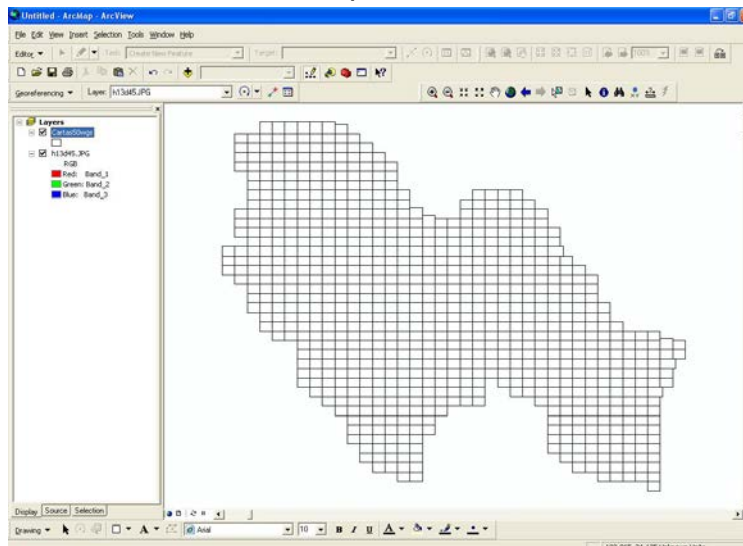 Untitled - ArcMap - ArcView
File Edit View Insert Selection Tools Window Help
Editor Task: Create New Feature Target: 100%
Georeferencing Layer: h13d45.JPG
Layers
h13d45.JPG
RGB
Red: Band_1
Green: Band_2
Blue: Band_3
Display Source Selection
Drawing A Arial 10 B I U A